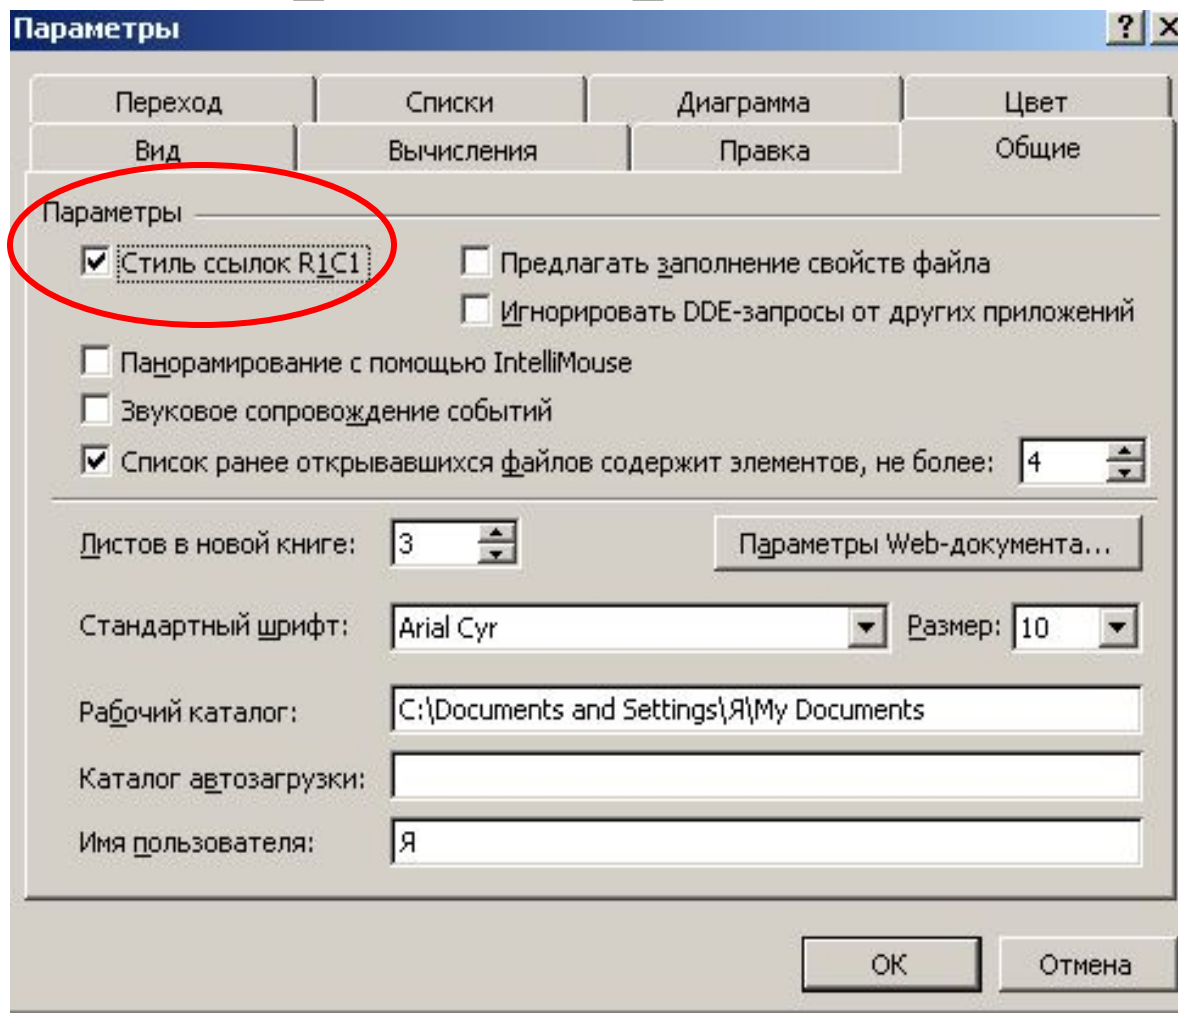 Параметры
Переход Списки Диаграмма Цвет
Вид Вычисления Правка Общие
Параметры
Стиль ссылок R1C1 Предлагать заполнение свойств файла
Игнорировать DDE-запросы от других приложений
Панорамирование с помощью IntelliMouse
Звуковое сопровождение событий
Список ранее открывавшихся файлов содержит элементов, не более: 4
Листов в новой книге: 3 Параметры Web-документа...
Стандартный шрифт: Arial Cyr Размер: 10
Рабочий каталог: C:\Documents and Settings\Я\My Documents
Каталог автозагрузки:
Имя пользователя: Я
ОК Отмена